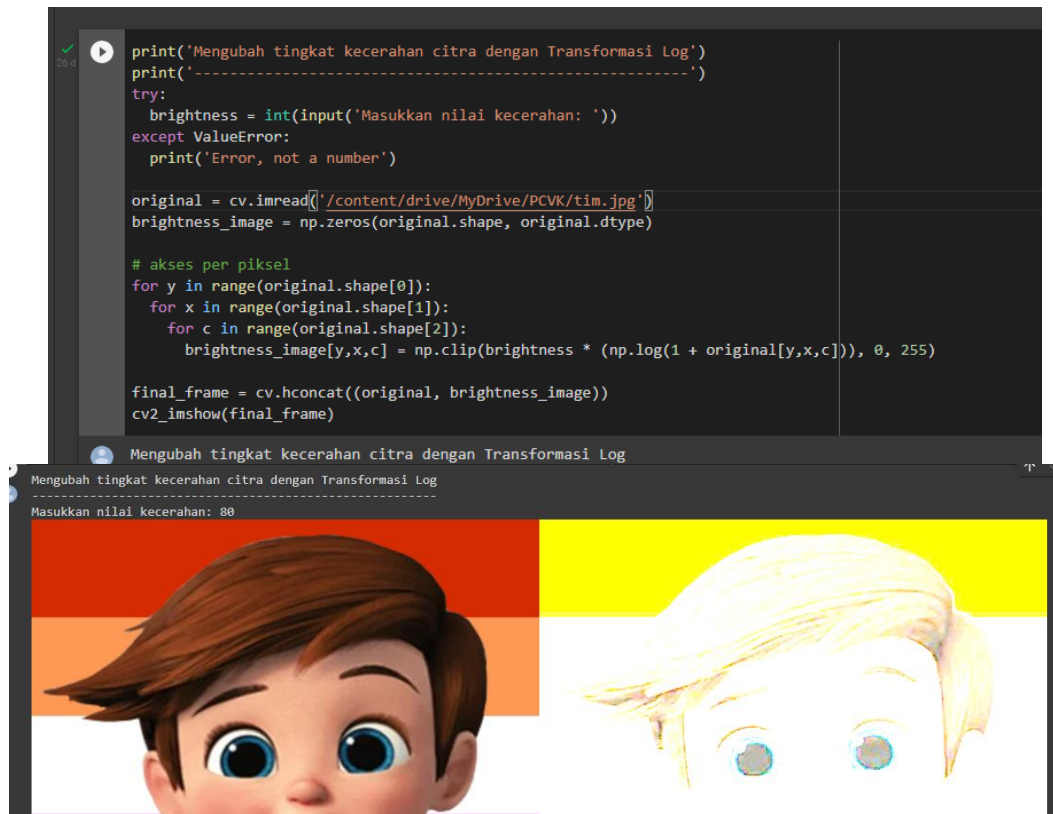 26 d
print('Mengubah tingkat kecerahan citra dengan Transformasi Log')
print('--------------------------------------------------------')
try:
  brightness = int(input('Masukkan nilai kecerahan: '))
except ValueError:
  print('Error, not a number')
original = cv.imread('/content/drive/MyDrive/PCVK/tim.jpg')
brightness_image = np.zeros(original.shape, original.dtype)
# akses per piksel
for y in range(original.shape[0]):
  for x in range(original.shape[1]):
    for c in range(original.shape[2]):
      brightness_image[y,x,c] = np.clip(brightness * (np.log(1 + original[y,x,c])), 0, 255)
final_frame = cv.hconcat((original, brightness_image))
cv2_imshow(final_frame)
Mengubah tingkat kecerahan citra dengan Transformasi Log
Mengubah tingkat kecerahan citra dengan Transformasi Log
--------------------------------------------------------
Masukkan nilai kecerahan: 80